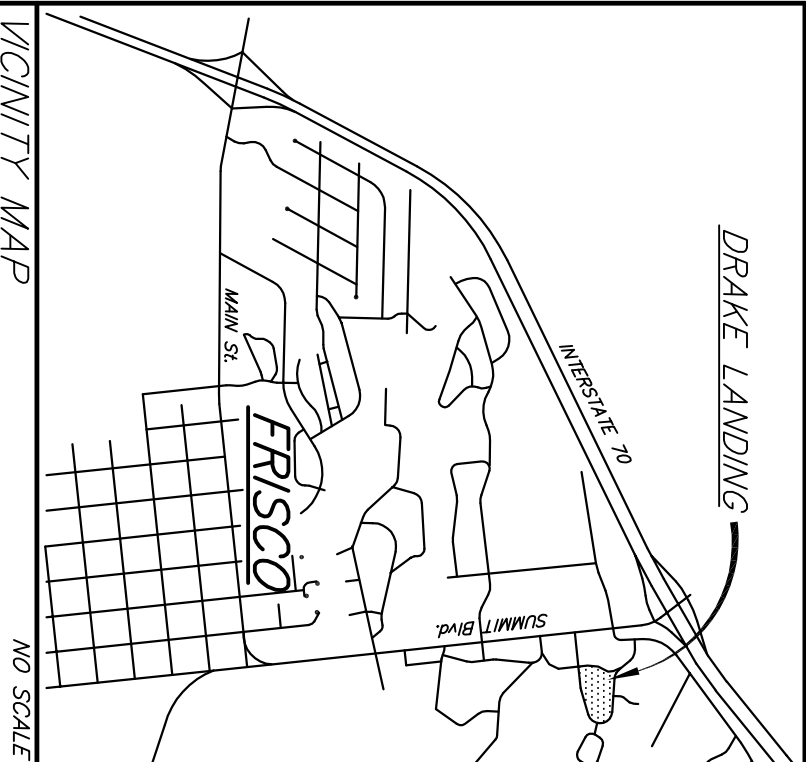 DRAKE LANDING
INTERSTATE 70
MAIN St.
FRISCO
SUMMIT Blvd.
VICINITY MAP
NO SCALE